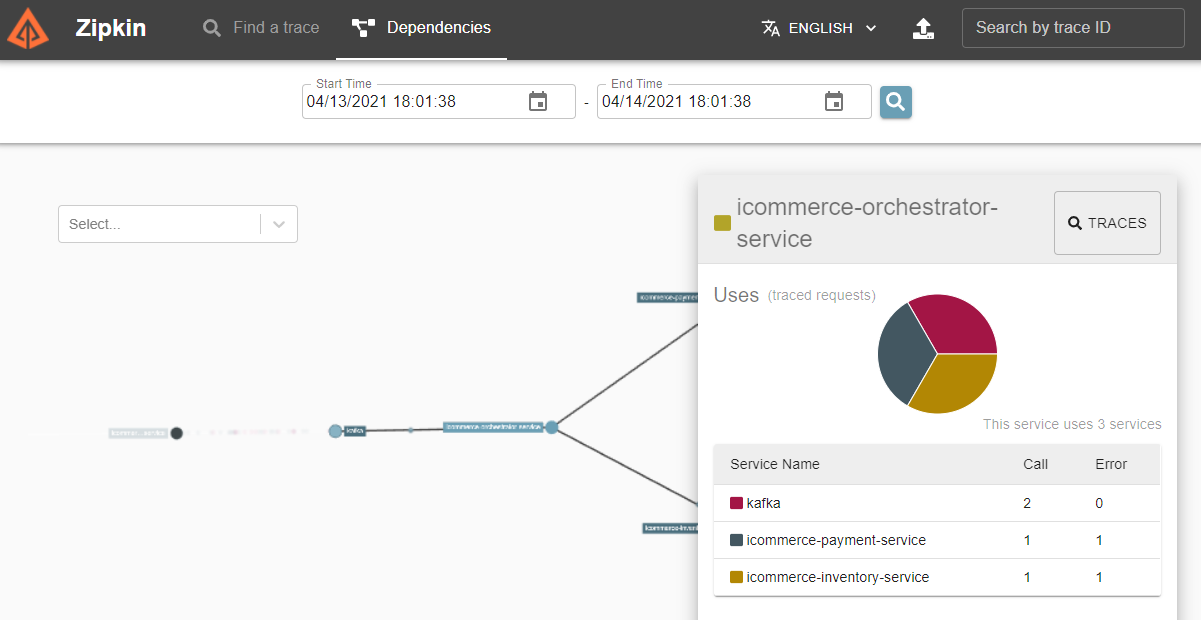 Zipkin
Find a trace
Dependencies
ENGLISH
Search by trace ID
Start Time
04/13/2021 18:01:38
-
End Time
04/14/2021 18:01:38
Select...
icommerce-orchestrator-
service
TRACES
Uses (traced requests)
This service uses 3 services
Service Name Call Error
kafka 2 0
icommerce-payment-service 1 1
icommerce-inventory-service 1 1
icommerce-paymen
kafka
icommerce-orchestrator-service
icommerce-invent